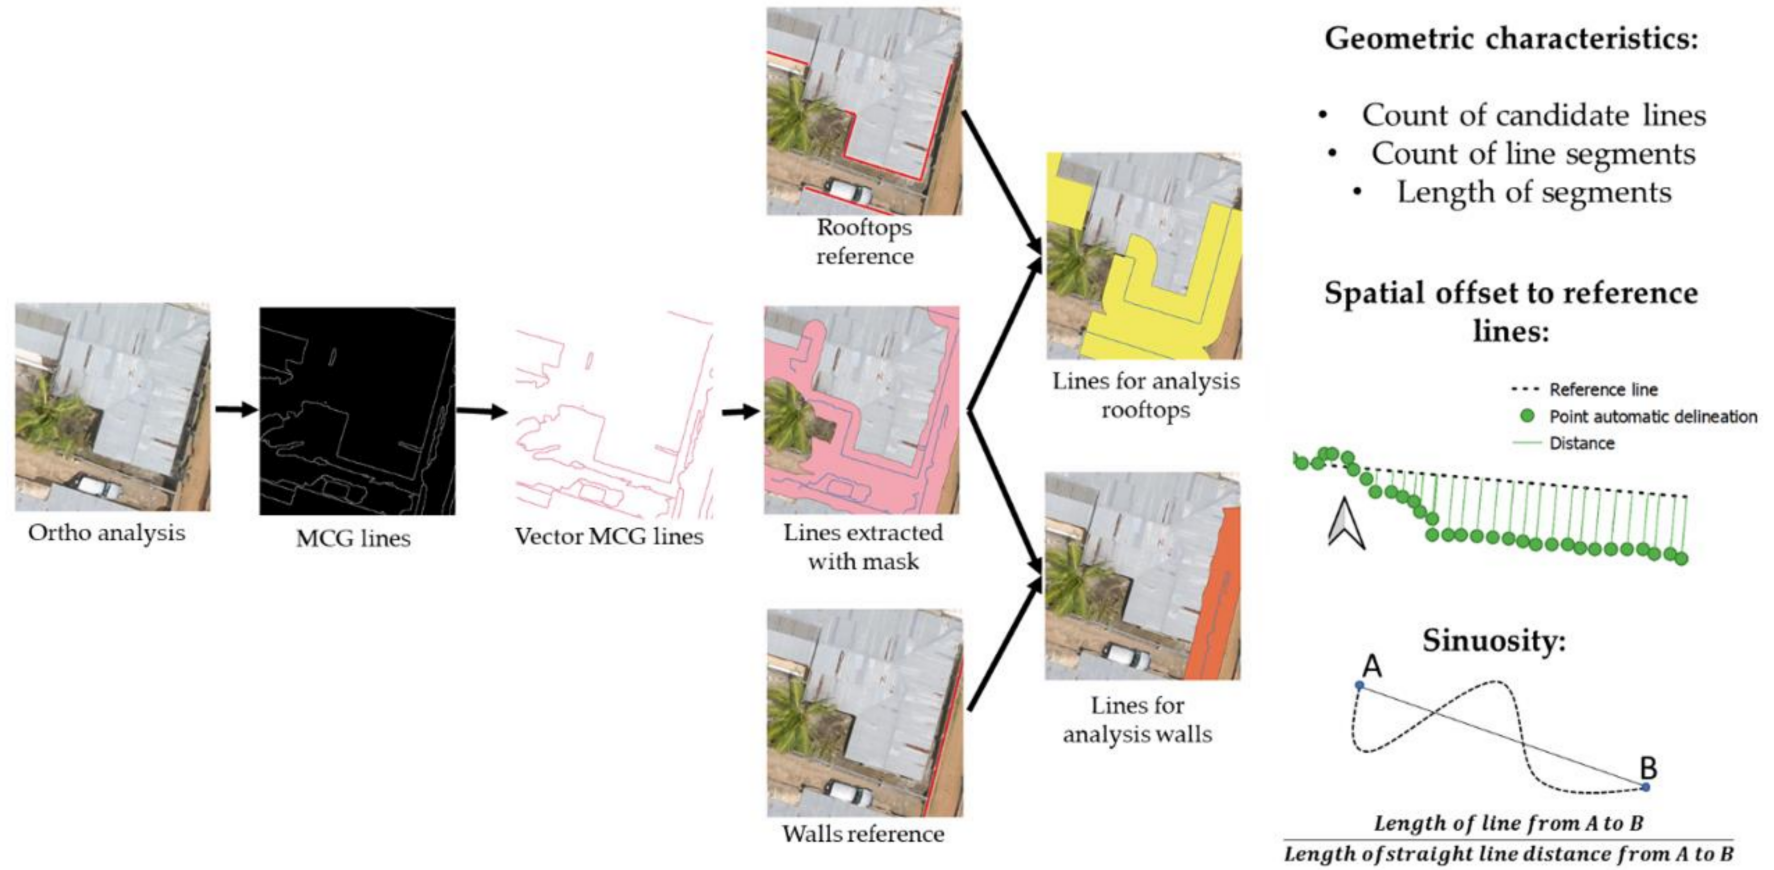 Ortho analysis
MCG lines
Vector MCG lines
Lines extracted
with mask
Rooftops
reference
Walls reference
Lines for analysis
rooftops
Lines for
analysis walls
Geometric characteristics:
• Count of candidate lines
• Count of line segments
• Length of segments
Spatial offset to reference
lines:
Reference line
Point automatic delineation
Distance
Sinuosity:
A
B
Length of line from A to B
Length of straight line distance from A to B